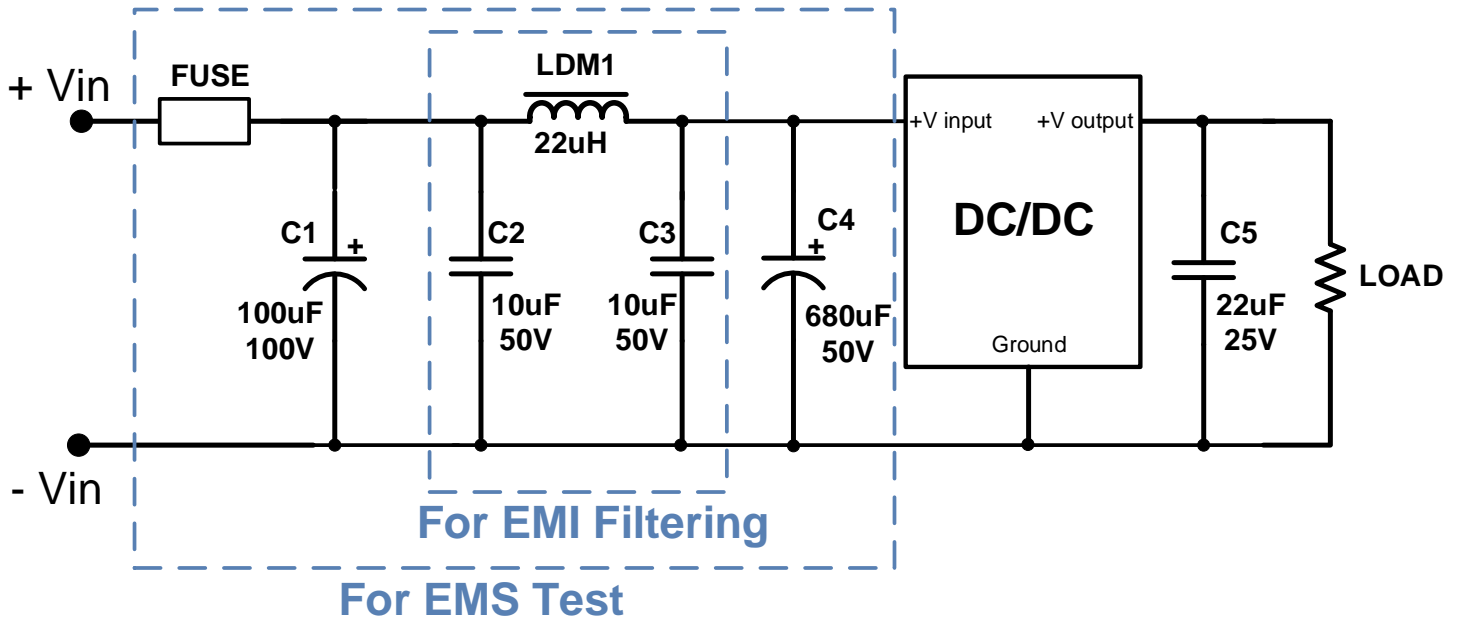 + Vin
FUSE
LDM1
22uH
C1
+
100uF
100V
C2
10uF
50V
C3
10uF
50V
C4
+
680uF
50V
+V input
+V output
DC/DC
Ground
C5
22uF
25V
LOAD
- Vin
For EMI Filtering
For EMS Test